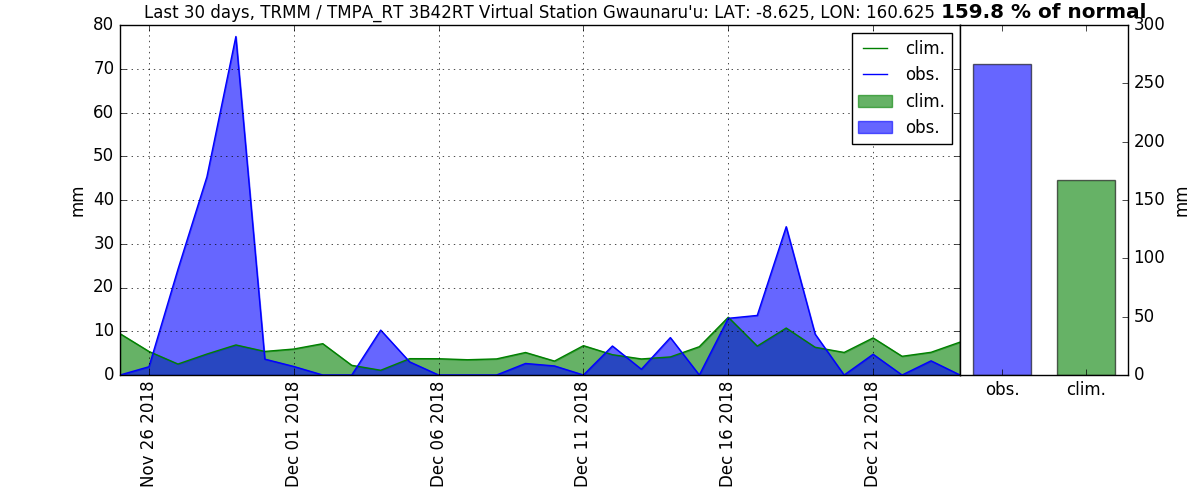 Last 30 days, TRMM / TMPA_RT 3B42RT Virtual Station Gwaunaru'u: LAT: -8.625, LON: 160.625 159.8 % of normal
80
70
60
50
40
30
20
10
0
mm
clim.
obs.
clim.
obs.
Nov 26 2018
Dec 01 2018
Dec 06 2018
Dec 11 2018
Dec 16 2018
Dec 21 2018
300
250
200
150
100
50
0
mm
obs.
clim.